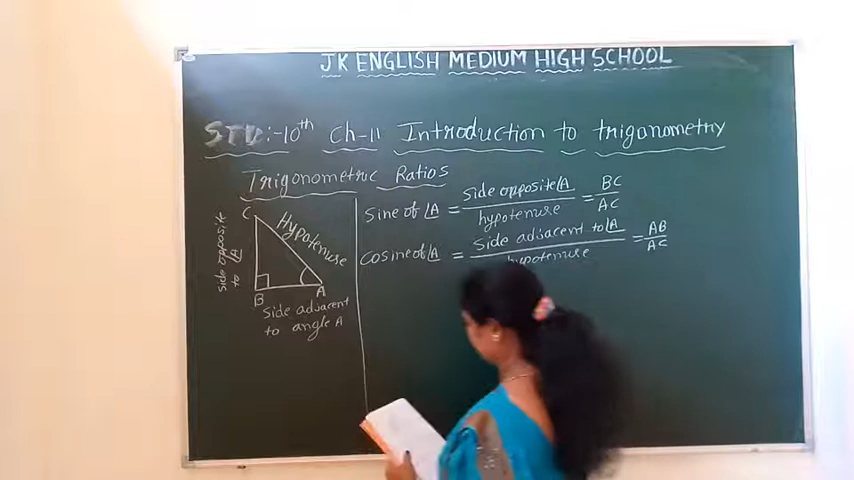 JK ENGLISH MEDIUM HIGH SCHOOL
STD:-10th Ch-11 Introduction to trigonometry
Trigonometric Ratios
C
Hypotenuse
side opposite
to ∠A
B
A
side adjacent
to angle A
Sine of ∠A = side opposite∠A / hypotenuse = BC / AC
Cosine of ∠A = side adjacent to ∠A / hypotenuse = AB / AC